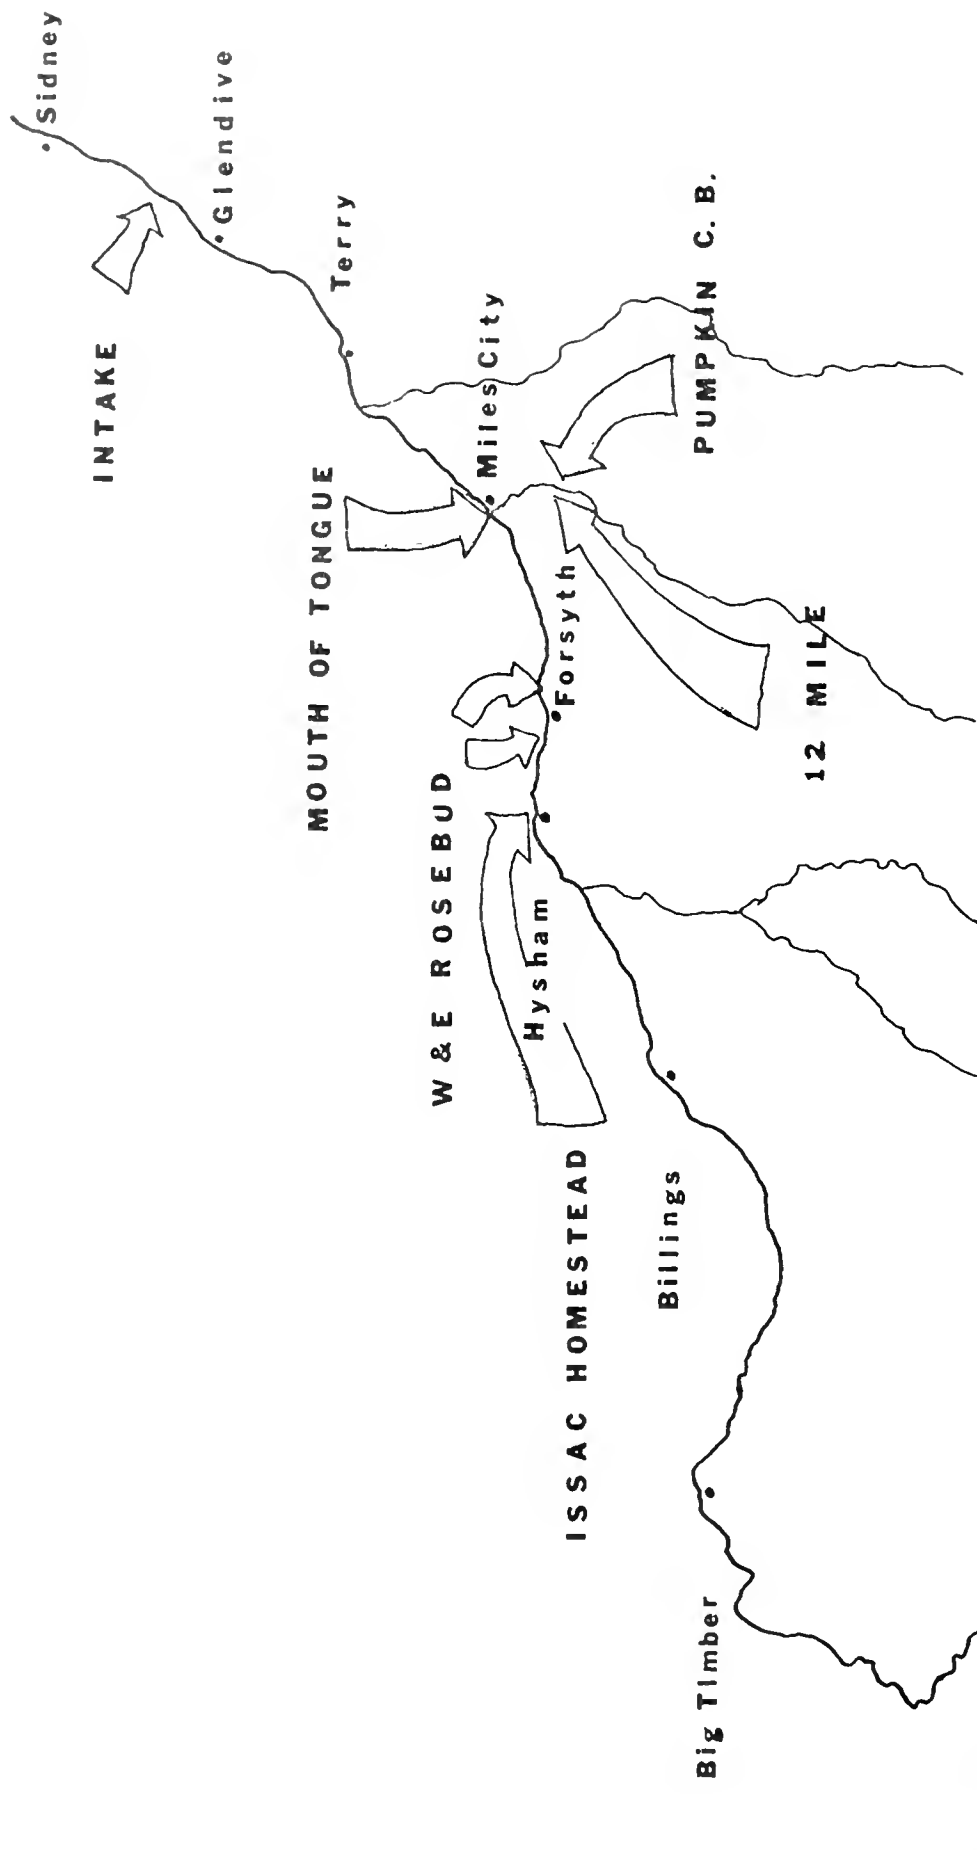 Sidney
Glendive
INTAKE
Terry
MOUTH OF TONGUE
Miles City
W&E ROSEBUD
Forsyth
PUMPKIN C.B.
Hysham
12 MILE
ISSAC HOMESTEAD
Billings
Big Timber